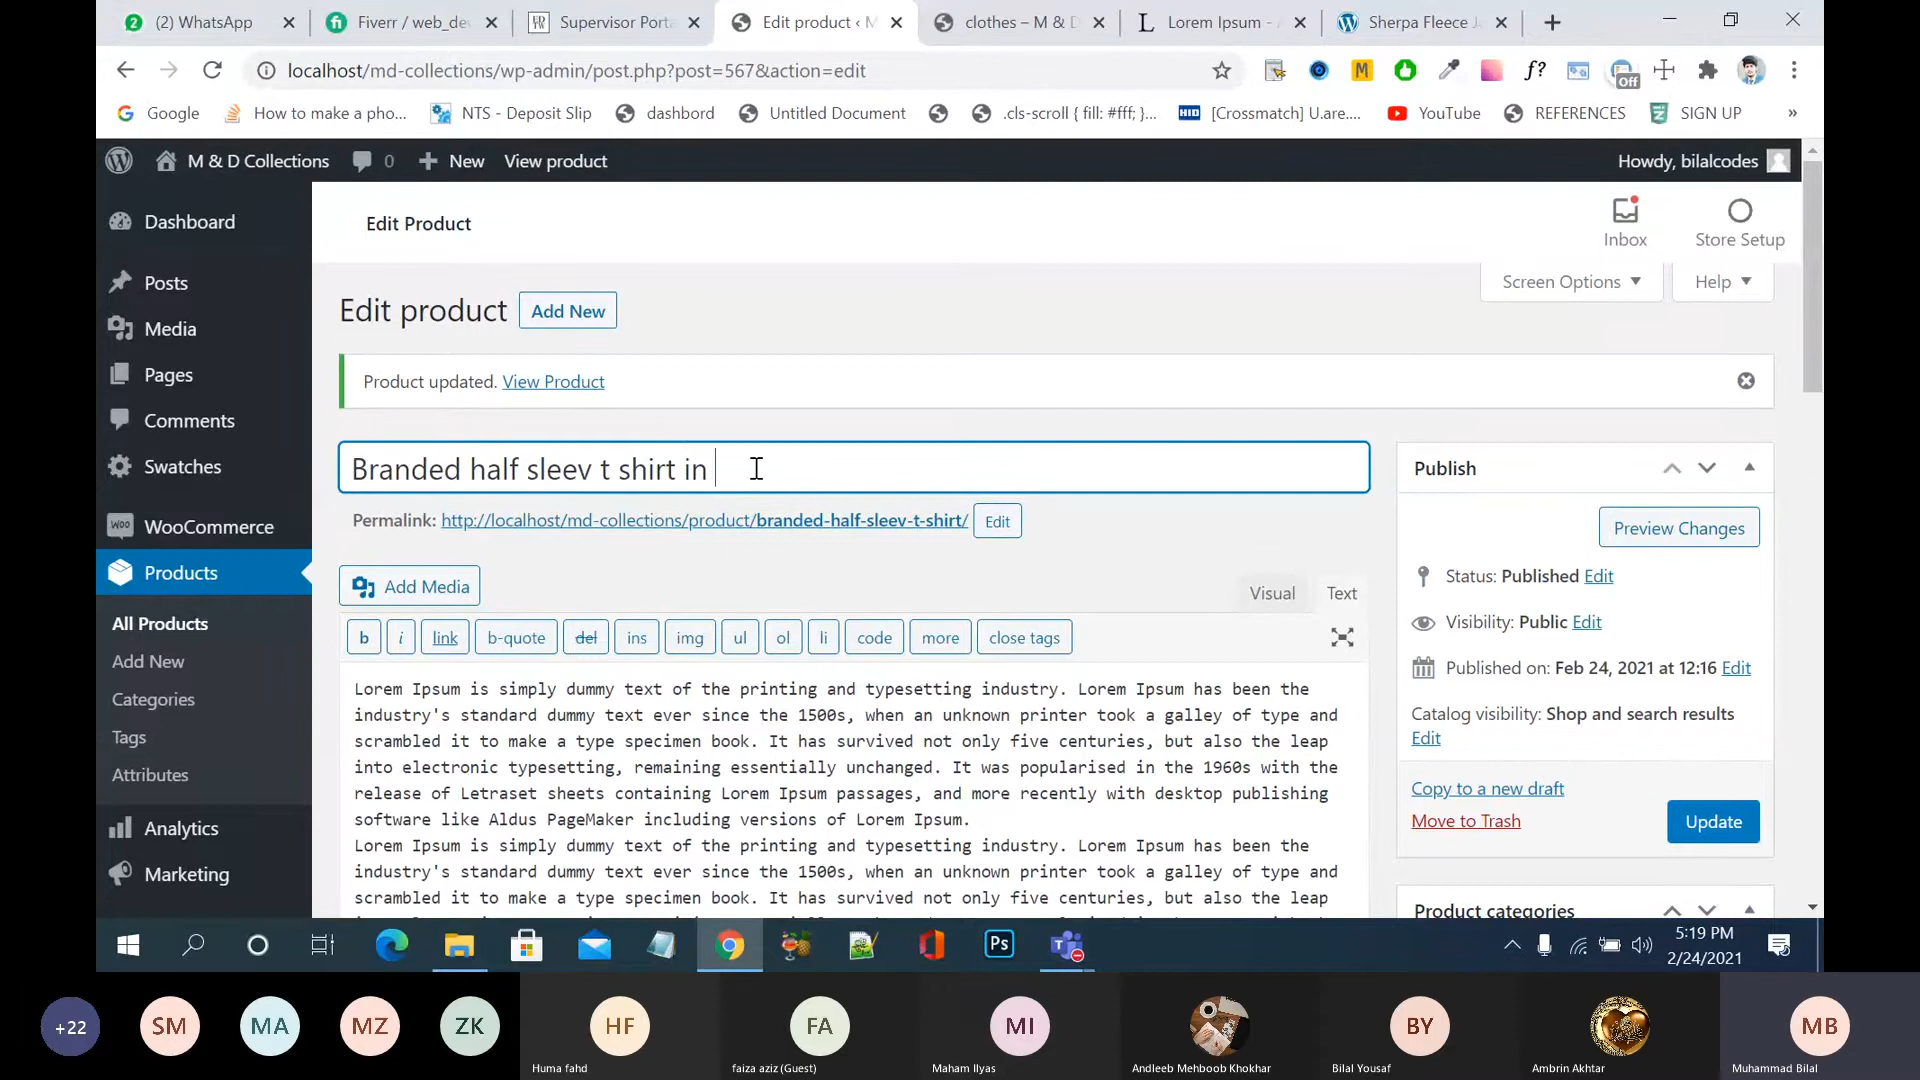 (2) WhatsApp
Fiverr / web_de
Supervisor Porta
Edit product ‹ M
clothes – M & D
Lorem Ipsum - A
Sherpa Fleece Ja
localhost/md-collections/wp-admin/post.php?post=567&action=edit
M
f?
Off
Google
How to make a pho...
NTS - Deposit Slip
dashbord
Untitled Document
.cls-scroll { fill: #fff; }...
HID
[Crossmatch] U.are....
YouTube
REFERENCES
SIGN UP
»
M & D Collections
0
New
View product
Howdy, bilalcodes
Dashboard
Posts
Media
Pages
Comments
Swatches
WooCommerce
Products
All Products
Add New
Categories
Tags
Attributes
Analytics
Marketing
Edit Product
Inbox
Store Setup
Screen Options
Help
Edit product
Add New
Product updated. View Product
Branded half sleev t shirt in
Permalink: http://localhost/md-collections/product/branded-half-sleev-t-shirt/
Edit
Add Media
Visual
Text
b
i
link
b-quote
del
ins
img
ul
ol
li
code
more
close tags
Lorem Ipsum is simply dummy text of the printing and typesetting industry. Lorem Ipsum has been the
industry's standard dummy text ever since the 1500s, when an unknown printer took a galley of type and
scrambled it to make a type specimen book. It has survived not only five centuries, but also the leap
into electronic typesetting, remaining essentially unchanged. It was popularised in the 1960s with the
release of Letraset sheets containing Lorem Ipsum passages, and more recently with desktop publishing
software like Aldus PageMaker including versions of Lorem Ipsum.
Lorem Ipsum is simply dummy text of the printing and typesetting industry. Lorem Ipsum has been the
industry's standard dummy text ever since the 1500s, when an unknown printer took a galley of type and
scrambled it to make a type specimen book. It has survived not only five centuries, but also the leap
Publish
Preview Changes
Status: Published Edit
Visibility: Public Edit
Published on: Feb 24, 2021 at 12:16 Edit
Catalog visibility: Shop and search results
Edit
Copy to a new draft
Move to Trash
Update
Product categories
Ps
5:19 PM
2/24/2021
+22
SM
MA
MZ
ZK
HF
Huma fahd
FA
faiza aziz (Guest)
MI
Maham Ilyas
Andleeb Mehboob Khokhar
BY
Bilal Yousaf
Ambrin Akhtar
MB
Muhammad Bilal